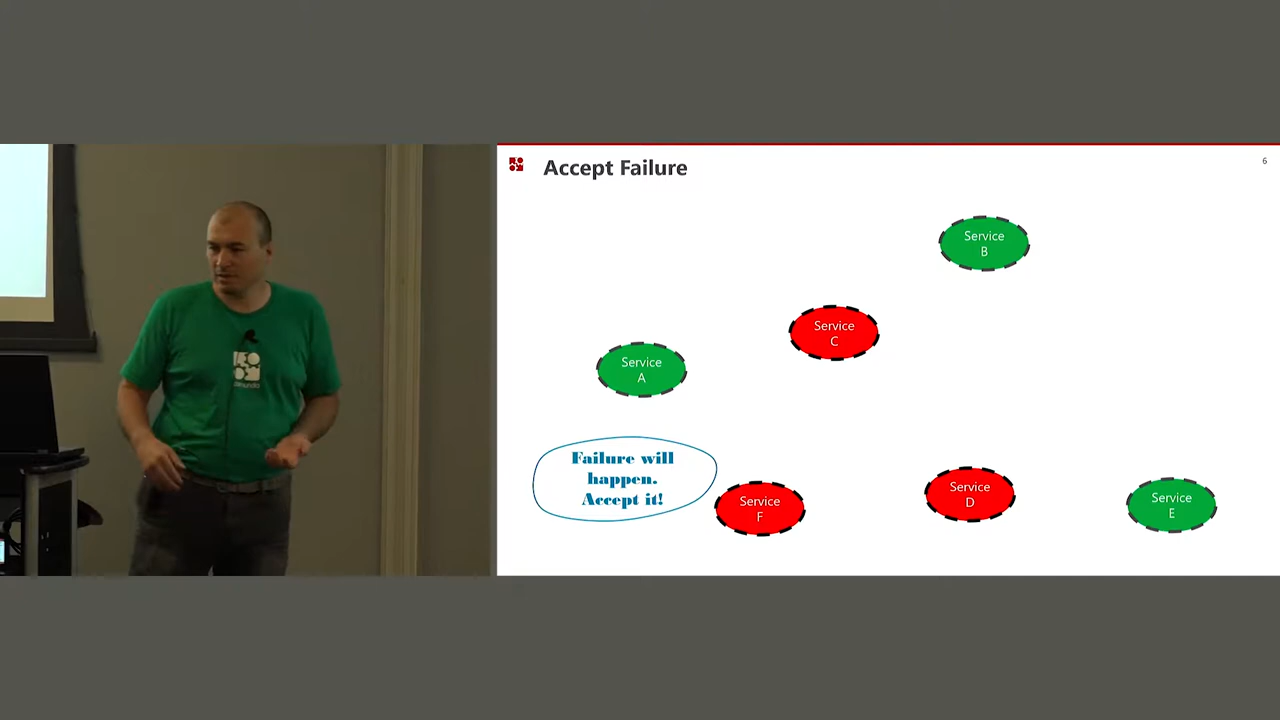 Accept Failure
6
Service
B
Service
C
Service
A
Failure will
happen.
Accept it!
Service
F
Service
D
Service
E